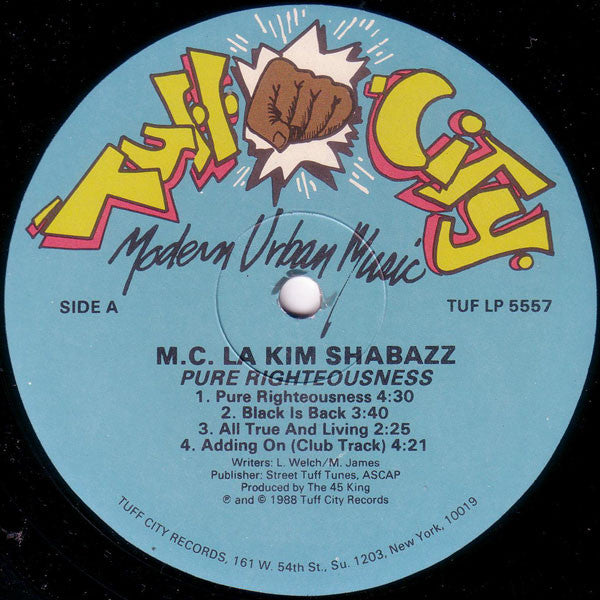 Tuff City
Modern Urban Music
SIDE A
TUF LP 5557
M.C. LA KIM SHABAZZ
PURE RIGHTEOUSNESS
1. Pure Righteousness 4:30
2. Black Is Back 3:40
3. All True And Living 2:25
4. Adding On (Club Track) 4:21
Writers: L. Welch/M. James
Publisher: Street Tuff Tunes, ASCAP
Produced by The 45 King
℗ and © 1988 Tuff City Records
TUFF CITY RECORDS, 161 W. 54th St., Su. 1203, New York, 10019